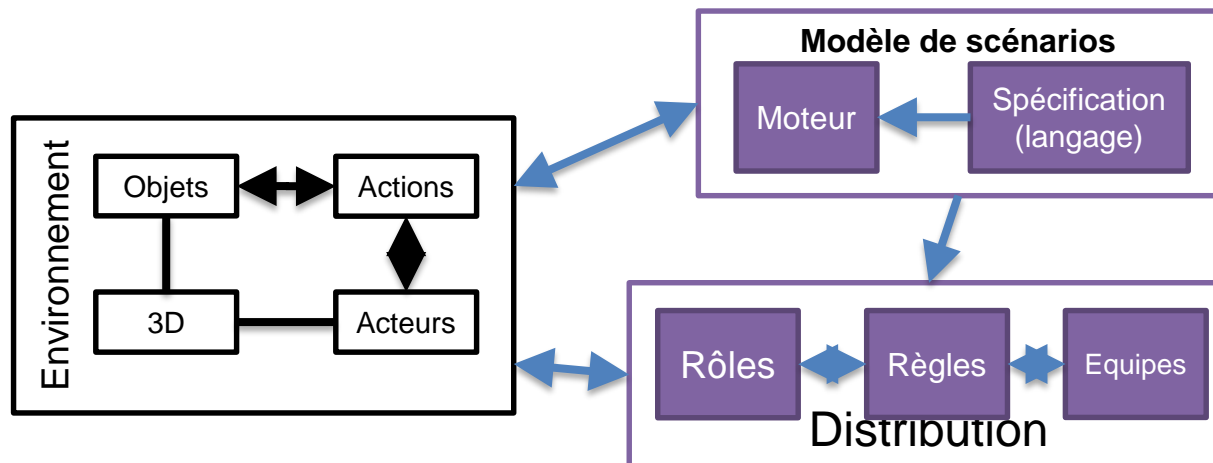 Modèle de scénarios
Moteur
Spécification
(langage)
Environnement
Objets
Actions
3D
Acteurs
Rôles
Règles
Equipes
Distribution